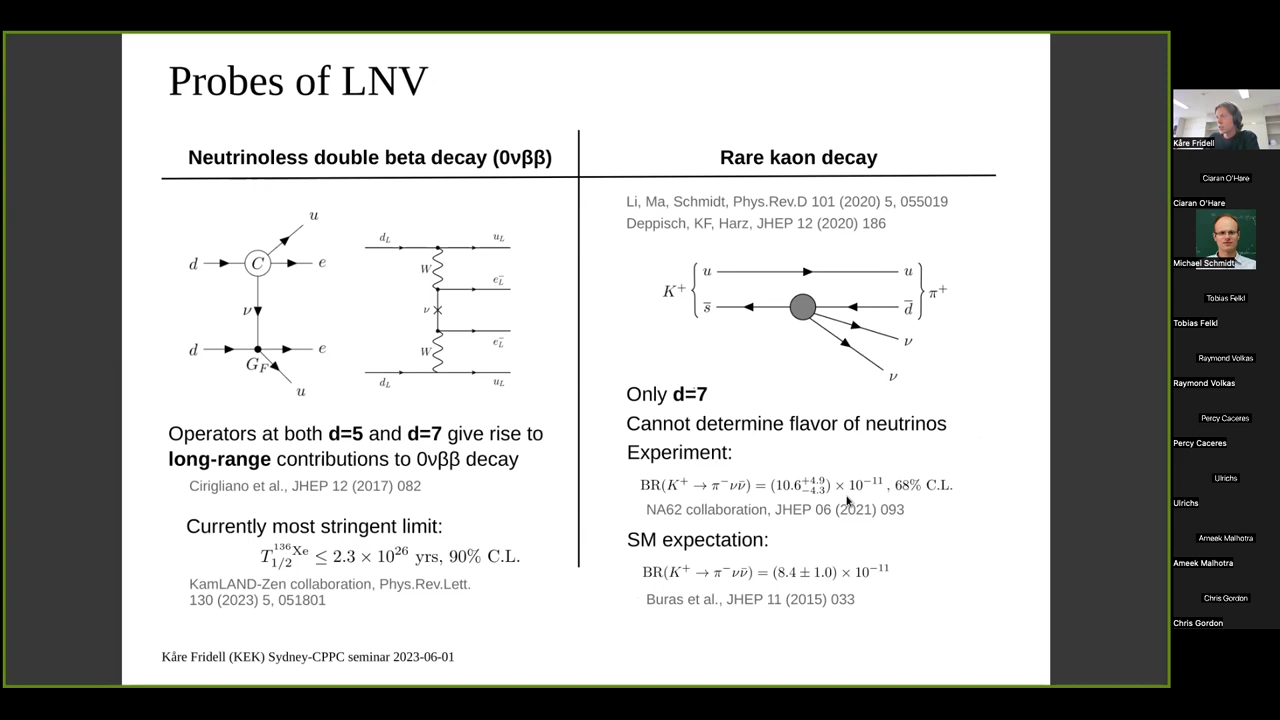 Probes of LNV
Neutrinoless double beta decay (0νββ)
u
d C e
ν
d e
G_F
u
d_L u_L
W
e_L^-
ν
e_L^-
W
d_L u_L
Operators at both d=5 and d=7 give rise to
long-range contributions to 0νββ decay
Cirigliano et al., JHEP 12 (2017) 082
Currently most stringent limit:
T_{1/2}^{136Xe} ≤ 2.3 × 10^{26} yrs, 90% C.L.
KamLAND-Zen collaboration, Phys.Rev.Lett.
130 (2023) 5, 051801
Rare kaon decay
Li, Ma, Schmidt, Phys.Rev.D 101 (2020) 5, 055019
Deppisch, KF, Harz, JHEP 12 (2020) 186
u u
K^+ π^+
s̅ d̅
ν
ν
Only d=7
Cannot determine flavor of neutrinos
Experiment:
BR(K^+ → π^-νν̄) = (10.6^{+4.9}_{-4.3}) × 10^{-11} , 68% C.L.
NA62 collaboration, JHEP 06 (2021) 093
SM expectation:
BR(K^+ → π^-νν̄) = (8.4 ± 1.0) × 10^{-11}
Buras et al., JHEP 11 (2015) 033
Kåre Fridell (KEK) Sydney-CPPC seminar 2023-06-01
Kåre Fridell
Ciaran O'Hare
Ciaran O'Hare
Michael Schmidt
Tobias Felkl
Tobias Felkl
Raymond Volkas
Raymond Volkas
Percy Caceres
Percy Caceres
Ulrichs
Ulrichs
Ameek Malhotra
Ameek Malhotra
Chris Gordon
Chris Gordon